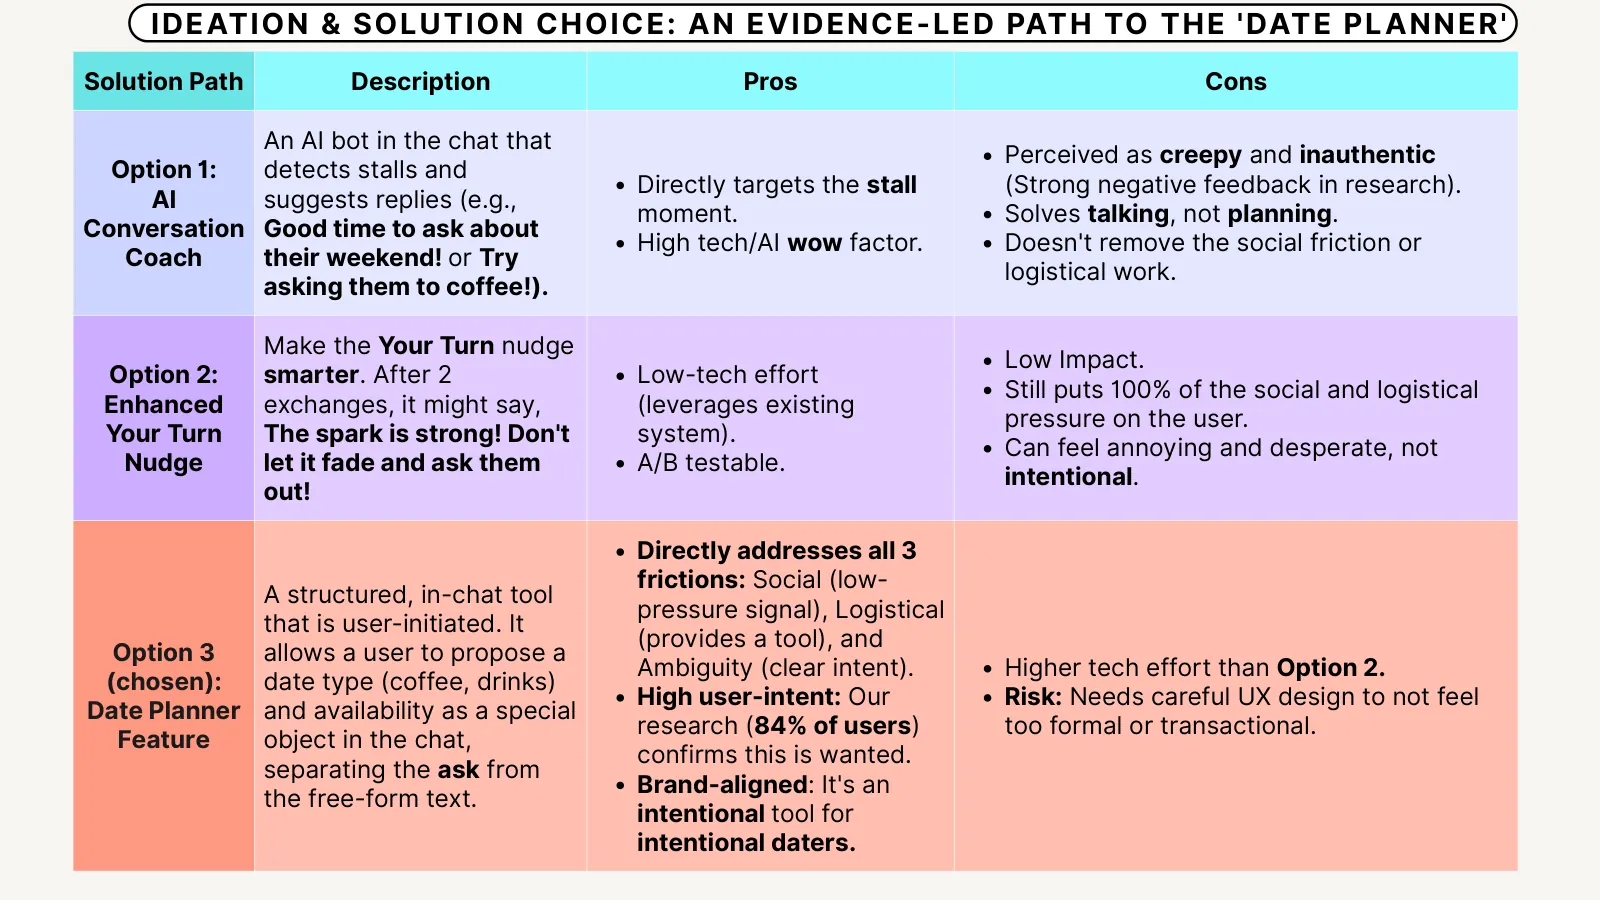 IDEATION & SOLUTION CHOICE: AN EVIDENCE-LED PATH TO THE 'DATE PLANNER'
Solution Path
Description
Pros
Cons
Option 1:
AI
Conversation
Coach
An AI bot in the chat that
detects stalls and
suggests replies (e.g.,
Good time to ask about
their weekend! or Try
asking them to coffee!).
• Directly targets the stall
moment.
• High tech/AI wow factor.
• Perceived as creepy and inauthentic
(Strong negative feedback in research).
• Solves talking, not planning.
• Doesn't remove the social friction or
logistical work.
Option 2:
Enhanced
Your Turn
Nudge
Make the Your Turn nudge
smarter. After 2
exchanges, it might say,
The spark is strong! Don't
let it fade and ask them
out!
• Low-tech effort
(leverages existing
system).
• A/B testable.
• Low Impact.
• Still puts 100% of the social and logistical
pressure on the user.
• Can feel annoying and desperate, not
intentional.
Option 3
(chosen):
Date Planner
Feature
A structured, in-chat tool
that is user-initiated. It
allows a user to propose a
date type (coffee, drinks)
and availability as a special
object in the chat,
separating the ask from
the free-form text.
• Directly addresses all 3
frictions: Social (low-
pressure signal), Logistical
(provides a tool), and
Ambiguity (clear intent).
• High user-intent: Our
research (84% of users)
confirms this is wanted.
• Brand-aligned: It's an
intentional tool for
intentional daters.
• Higher tech effort than Option 2.
• Risk: Needs careful UX design to not feel
too formal or transactional.